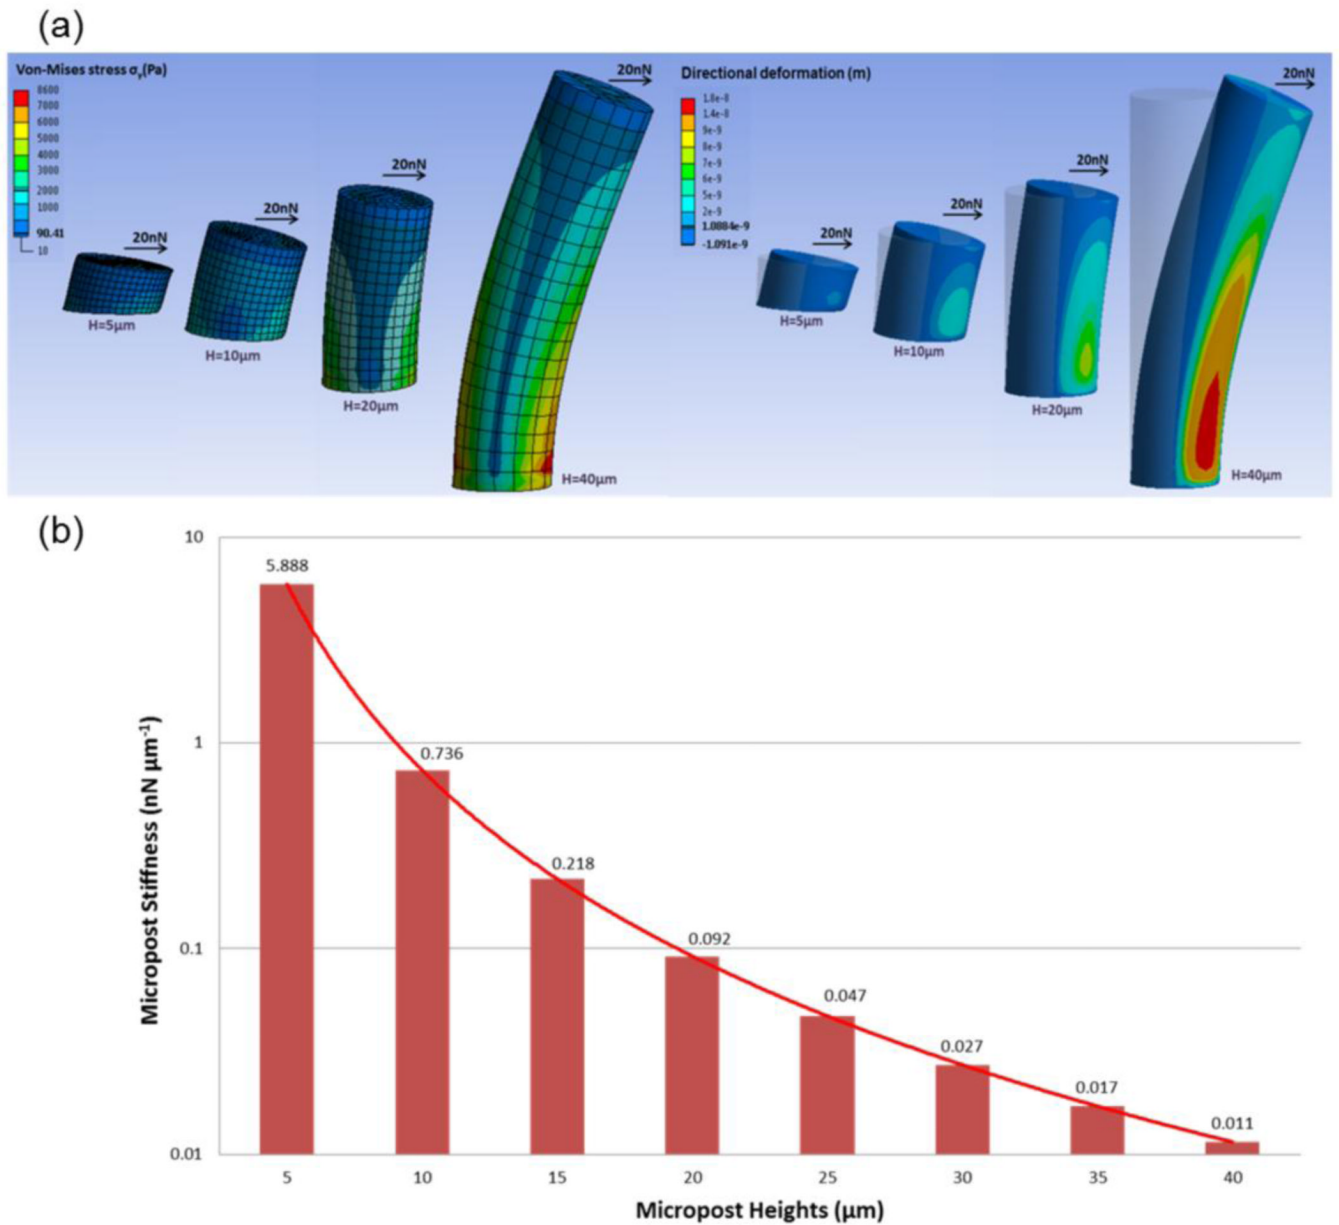 (a)
Von-Mises stress σᵧ(Pa)
8600
7000
6000
5000
4000
3000
2000
1000
90.41
10
20nN
H=5µm
20nN
H=10µm
20nN
H=20µm
20nN
H=40µm
Directional deformation (m)
1.8e-8
1.4e-8
9e-9
8e-9
7e-9
6e-9
5e-9
2e-9
1.0884e-9
-1.091e-9
20nN
H=5µm
20nN
H=10µm
20nN
H=20µm
20nN
H=40µm
(b)
Micropost Stiffness (nN µm⁻¹)
10
1
0.1
0.01
5.888
0.736
0.218
0.092
0.047
0.027
0.017
0.011
5 10 15 20 25 30 35 40
Micropost Heights (µm)